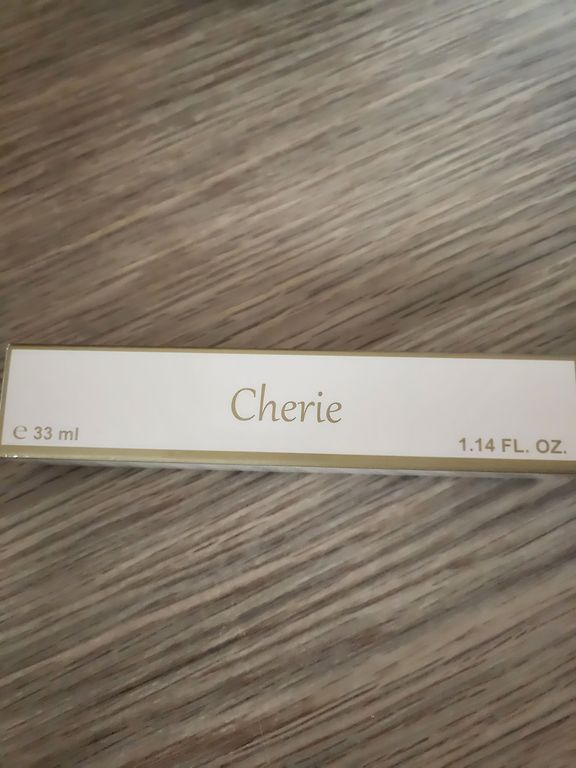 Cherie
℮ 33 ml
1.14 FL. OZ.